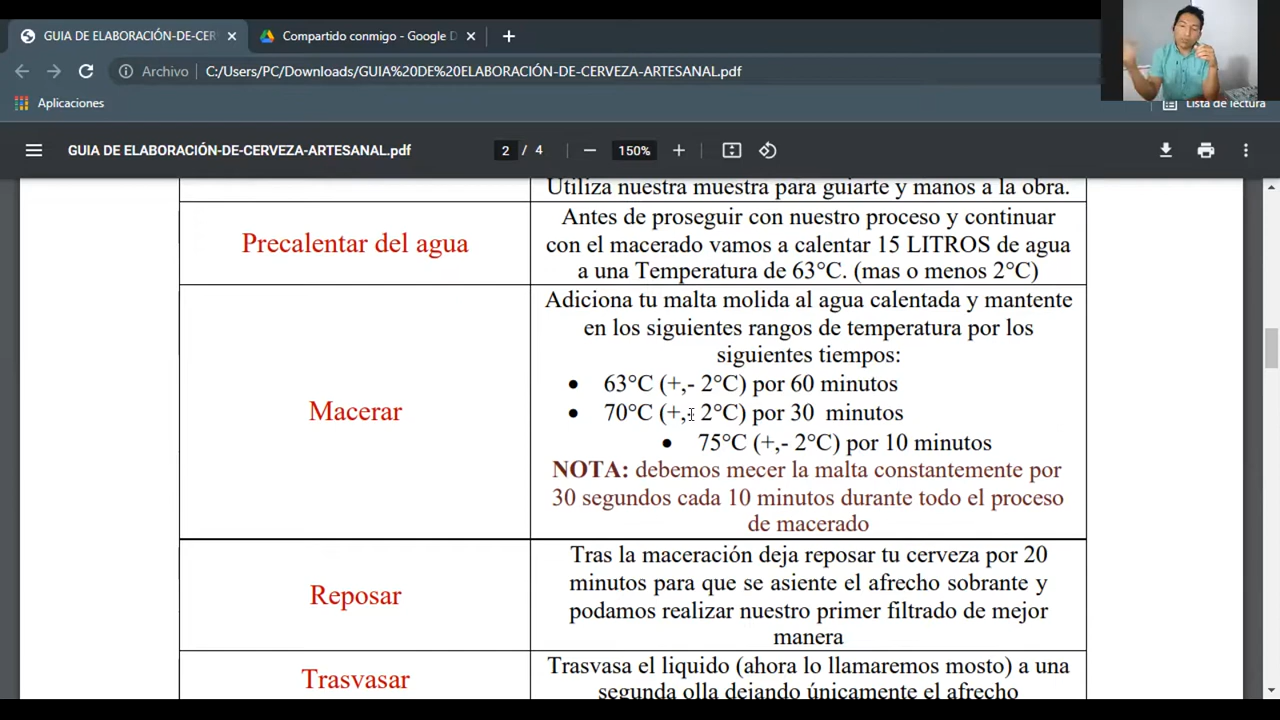 GUIA DE ELABORACIÓN-DE-CER
Compartido conmigo - Google D
Archivo
C:/Users/PC/Downloads/GUIA%20DE%20ELABORACIÓN-DE-CERVEZA-ARTESANAL.pdf
Aplicaciones
Lista de lectura
GUIA DE ELABORACIÓN-DE-CERVEZA-ARTESANAL.pdf
2 / 4
150%
Utiliza nuestra muestra para guiarte y manos a la obra.
Precalentar del agua
Antes de proseguir con nuestro proceso y continuar
con el macerado vamos a calentar 15 LITROS de agua
a una Temperatura de 63°C. (mas o menos 2°C)
Macerar
Adiciona tu malta molida al agua calentada y mantente
en los siguientes rangos de temperatura por los
siguientes tiempos:
• 63°C (+,- 2°C) por 60 minutos
• 70°C (+,- 2°C) por 30 minutos
• 75°C (+,- 2°C) por 10 minutos
NOTA: debemos mecer la malta constantemente por
30 segundos cada 10 minutos durante todo el proceso
de macerado
Reposar
Tras la maceración deja reposar tu cerveza por 20
minutos para que se asiente el afrecho sobrante y
podamos realizar nuestro primer filtrado de mejor
manera
Trasvasar
Trasvasa el liquido (ahora lo llamaremos mosto) a una
segunda olla dejando únicamente el afrecho